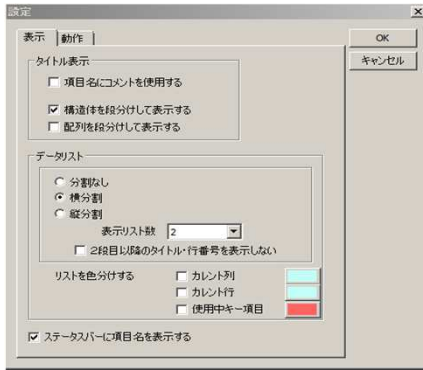 設定
表示 動作
OK
キャンセル
タイトル表示
項目名にコメントを使用する
構造体を段分けして表示する
配列を段分けして表示する
データリスト
分割なし
横分割
縦分割
表示リスト数 2
2段目以降のタイトル・行番号を表示しない
リストを色分けする カレント列
カレント行
使用中キー項目
ステータスバーに項目名を表示する